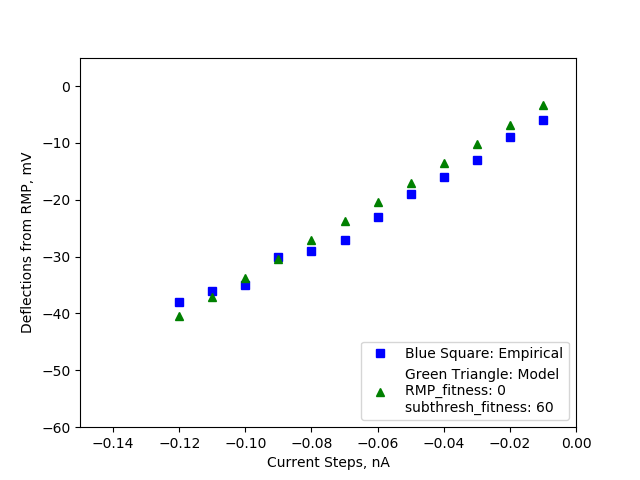 0
−10
−20
−30
−40
−50
−60
Deflections from RMP, mV
Blue Square: Empirical
Green Triangle: Model
RMP_fitness: 0
subthresh_fitness: 60
−0.14 −0.12 −0.10 −0.08 −0.06 −0.04 −0.02 0.00
Current Steps, nA